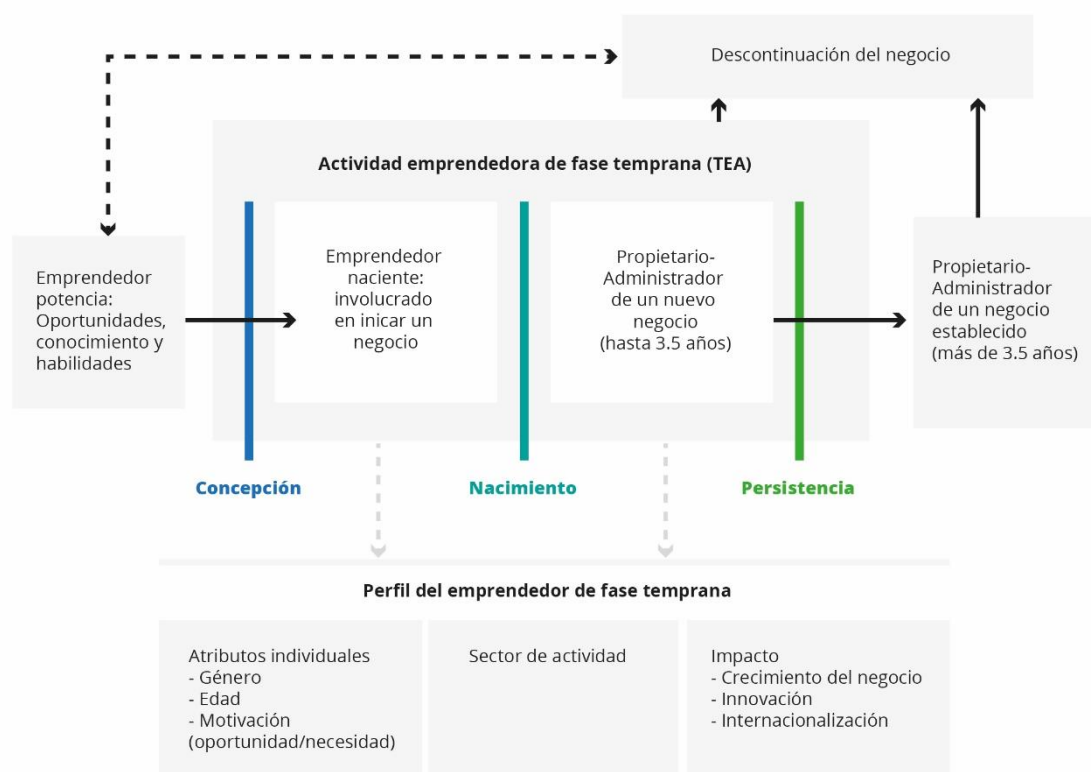 Descontinuación del negocio
Actividad emprendedora de fase temprana (TEA)
Emprendedor
potencia:
Oportunidades,
conocimiento y
habilidades
Emprendedor
naciente:
involucrado
en inicar un
negocio
Propietario-
Administrador
de un nuevo
negocio
(hasta 3.5 años)
Propietario-
Administrador
de un negocio
establecido
(más de 3.5 años)
Concepción
Nacimiento
Persistencia
Perfil del emprendedor de fase temprana
Atributos individuales
- Género
- Edad
- Motivación
(oportunidad/necesidad)
Sector de actividad
Impacto
- Crecimiento del negocio
- Innovación
- Internacionalización